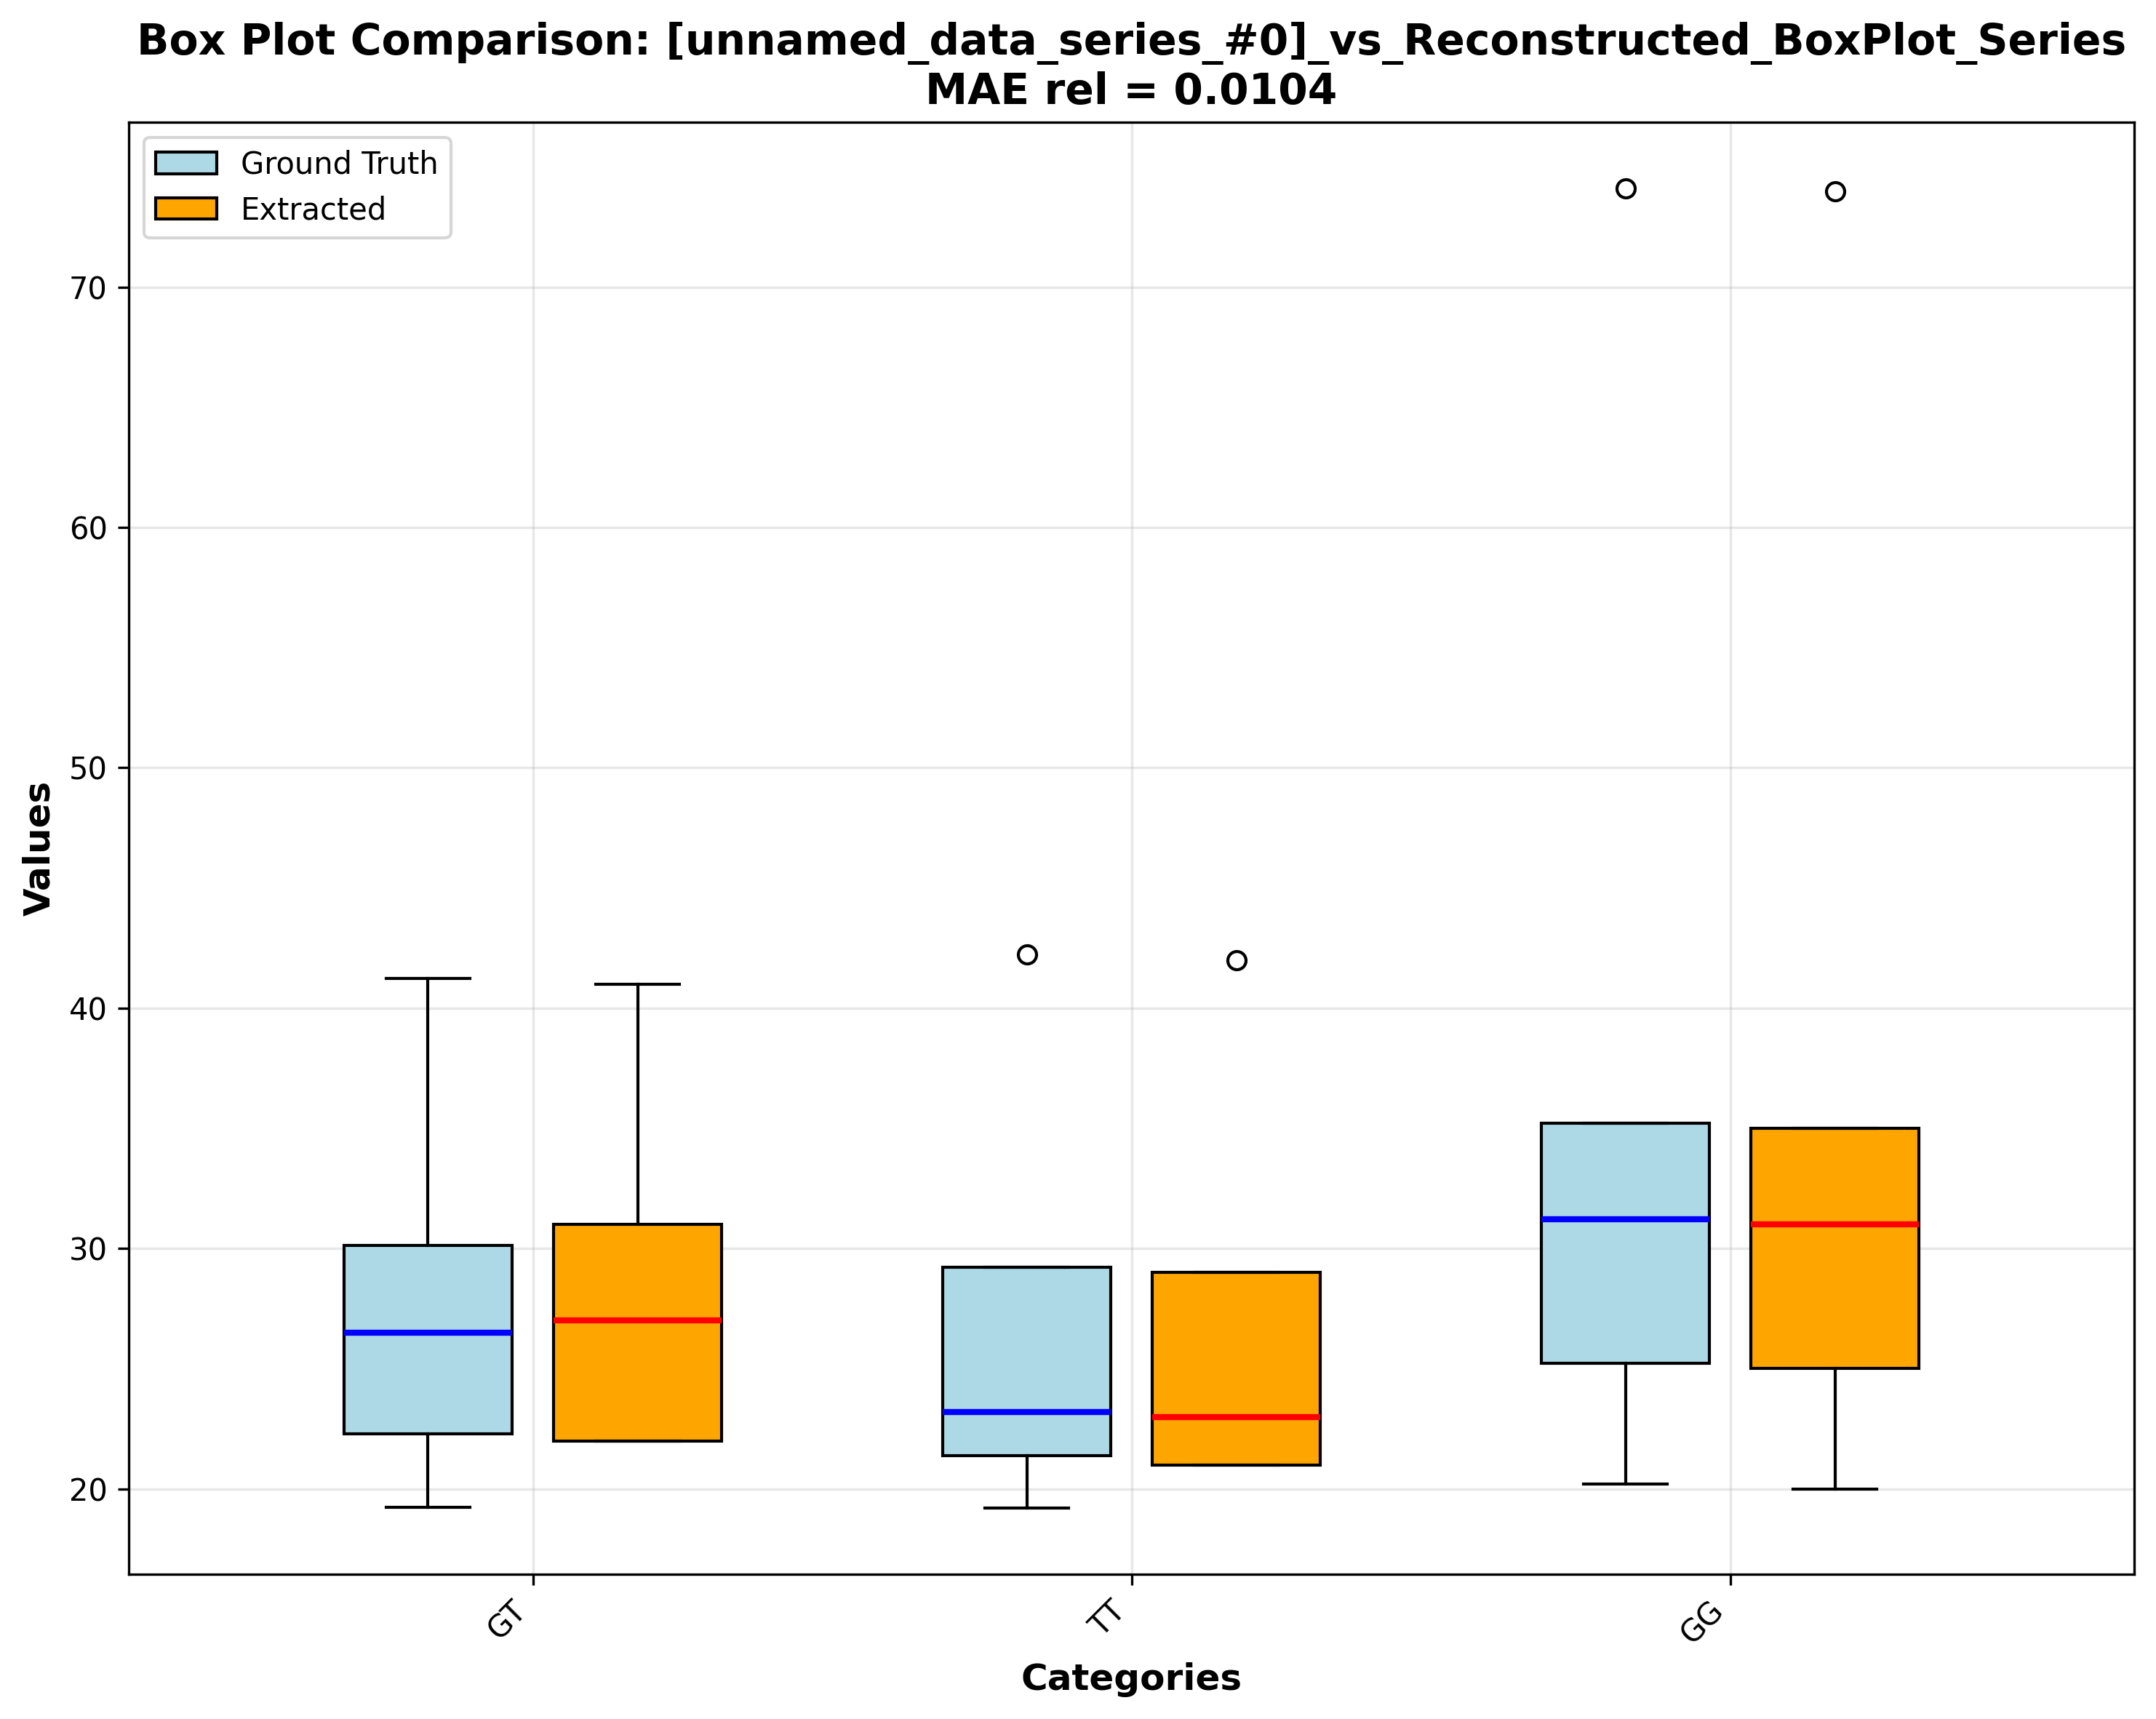 Box Plot Comparison: [unnamed_data_series_#0]_vs_Reconstructed_BoxPlot_Series
MAE rel = 0.0104
Ground Truth
Extracted
70
60
50
40
30
20
Values
GT
TT
GG
Categories